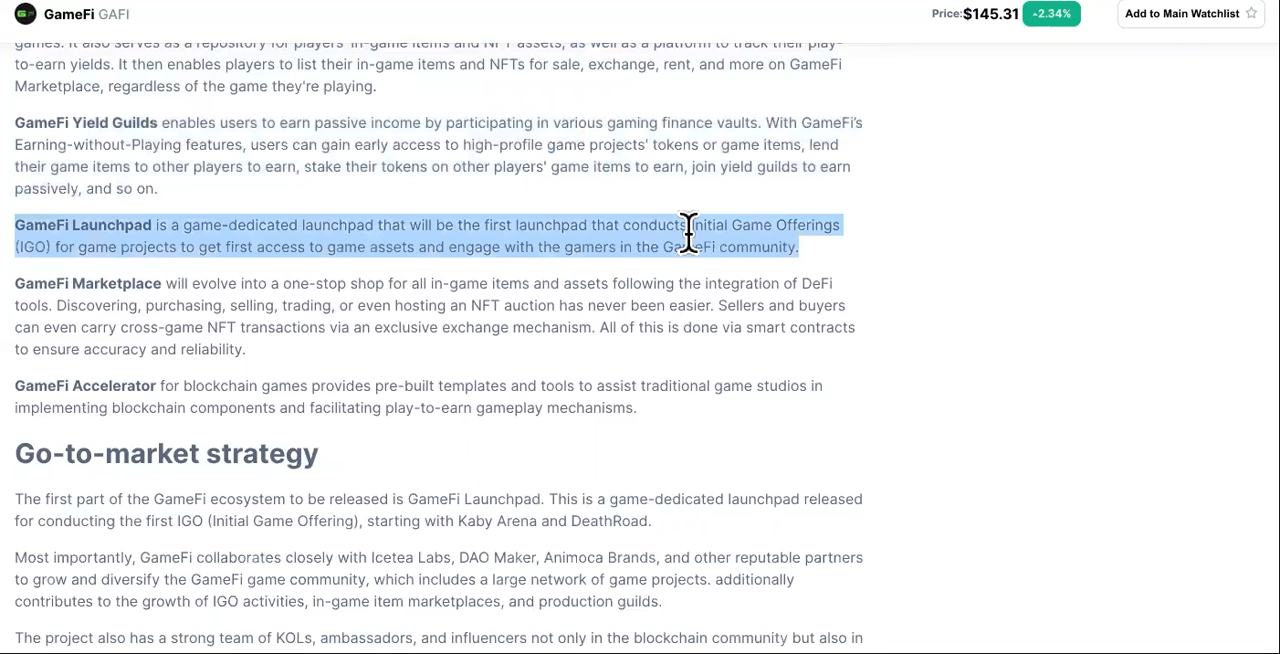 GameFi GAFI
Price:$145.31 2.34%
Add to Main Watchlist
games. It also serves as a repository for players' in-game items and NFT assets, as well as a platform to track their play-
to-earn yields. It then enables players to list their in-game items and NFTs for sale, exchange, rent, and more on GameFi
Marketplace, regardless of the game they're playing.
GameFi Yield Guilds enables users to earn passive income by participating in various gaming finance vaults. With GameFi's
Earning-without-Playing features, users can gain early access to high-profile game projects' tokens or game items, lend
their game items to other players to earn, stake their tokens on other players' game items to earn, join yield guilds to earn
passively, and so on.
GameFi Launchpad is a game-dedicated launchpad that will be the first launchpad that conducts Initial Game Offerings
(IGO) for game projects to get first access to game assets and engage with the gamers in the GameFi community.
GameFi Marketplace will evolve into a one-stop shop for all in-game items and assets following the integration of DeFi
tools. Discovering, purchasing, selling, trading, or even hosting an NFT auction has never been easier. Sellers and buyers
can even carry cross-game NFT transactions via an exclusive exchange mechanism. All of this is done via smart contracts
to ensure accuracy and reliability.
GameFi Accelerator for blockchain games provides pre-built templates and tools to assist traditional game studios in
implementing blockchain components and facilitating play-to-earn gameplay mechanisms.
Go-to-market strategy
The first part of the GameFi ecosystem to be released is GameFi Launchpad. This is a game-dedicated launchpad released
for conducting the first IGO (Initial Game Offering), starting with Kaby Arena and DeathRoad.
Most importantly, GameFi collaborates closely with Icetea Labs, DAO Maker, Animoca Brands, and other reputable partners
to grow and diversify the GameFi game community, which includes a large network of game projects. additionally
contributes to the growth of IGO activities, in-game item marketplaces, and production guilds.
The project also has a strong team of KOLs, ambassadors, and influencers not only in the blockchain community but also in